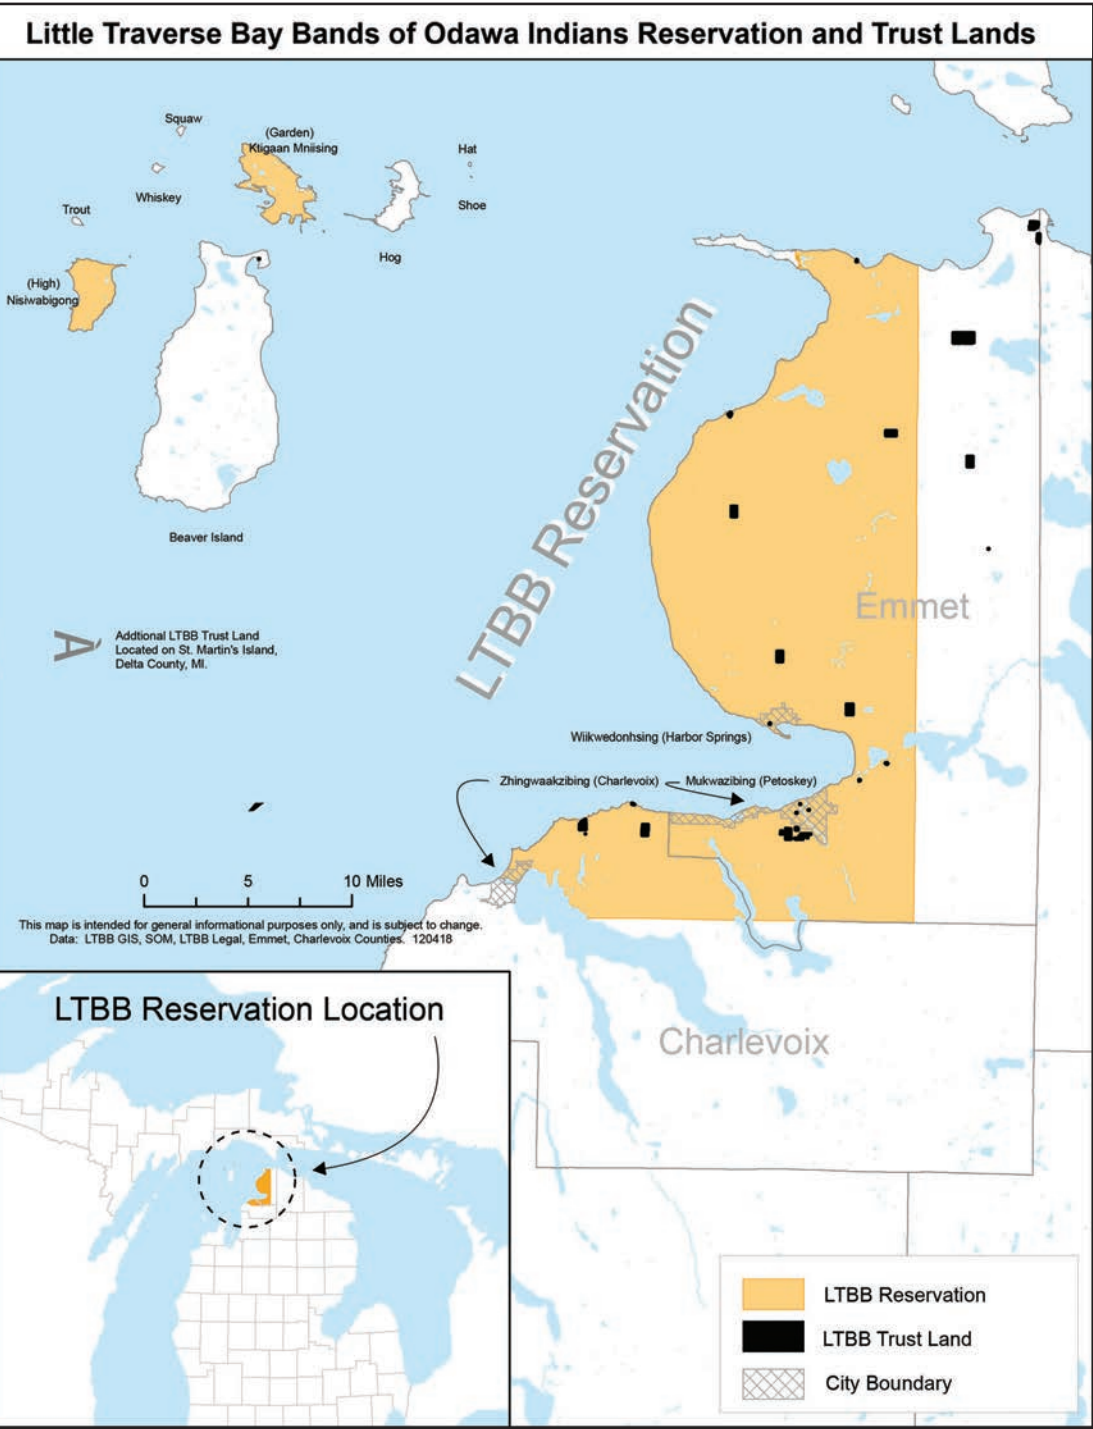 Little Traverse Bay Bands of Odawa Indians Reservation and Trust Lands
Squaw
(Garden)
Ktigaan Mniising
Hat
Whiskey
Shoe
Trout
Hog
(High)
Nisiwabigong
LTBB Reservation
Beaver Island
Emmet
Á
Addtional LTBB Trust Land
Located on St. Martin's Island,
Delta County, MI.
Wiikwedonhsing (Harbor Springs)
Zhingwaakzibing (Charlevoix)
Mukwazibing (Petoskey)
0 5 10 Miles
This map is intended for general informational purposes only, and is subject to change.
Data: LTBB GIS, SOM, LTBB Legal, Emmet, Charlevoix Counties. 120418
LTBB Reservation Location
Charlevoix
LTBB Reservation
LTBB Trust Land
City Boundary